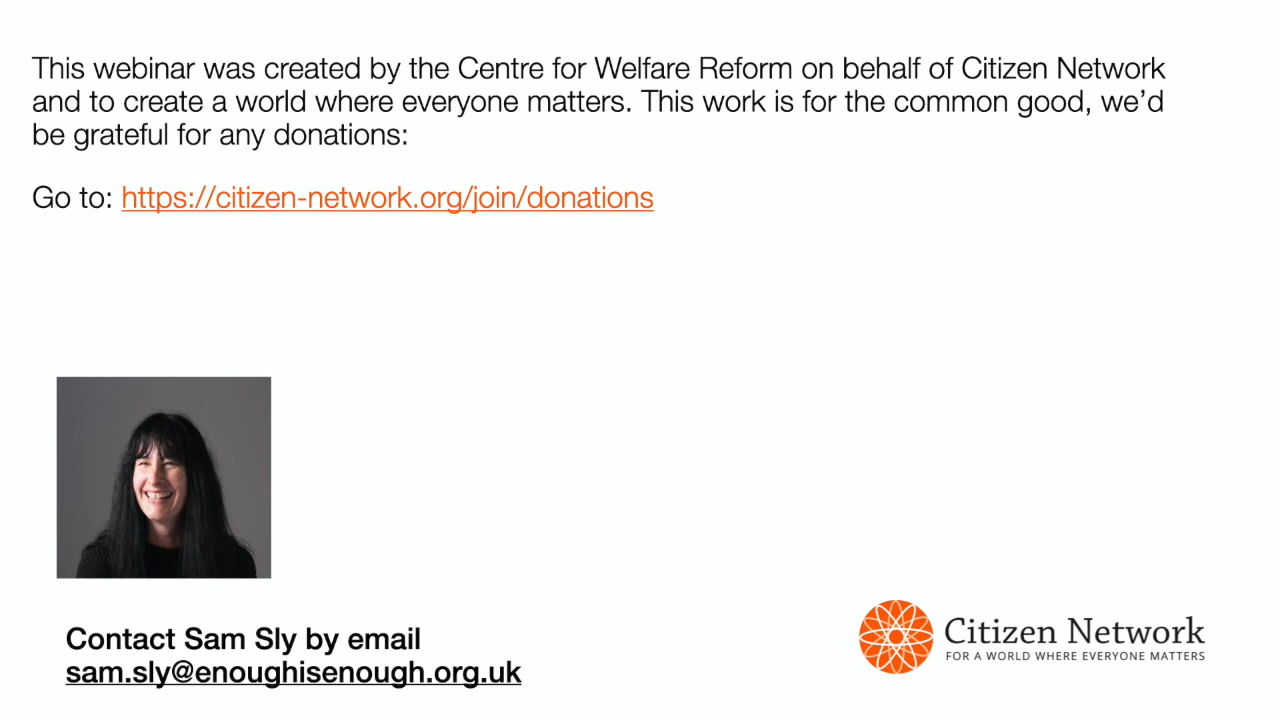 This webinar was created by the Centre for Welfare Reform on behalf of Citizen Network
and to create a world where everyone matters. This work is for the common good, we’d
be grateful for any donations:
Go to: https://citizen-network.org/join/donations
Contact Sam Sly by email
sam.sly@enoughisenough.org.uk
Citizen Network
FOR A WORLD WHERE EVERYONE MATTERS